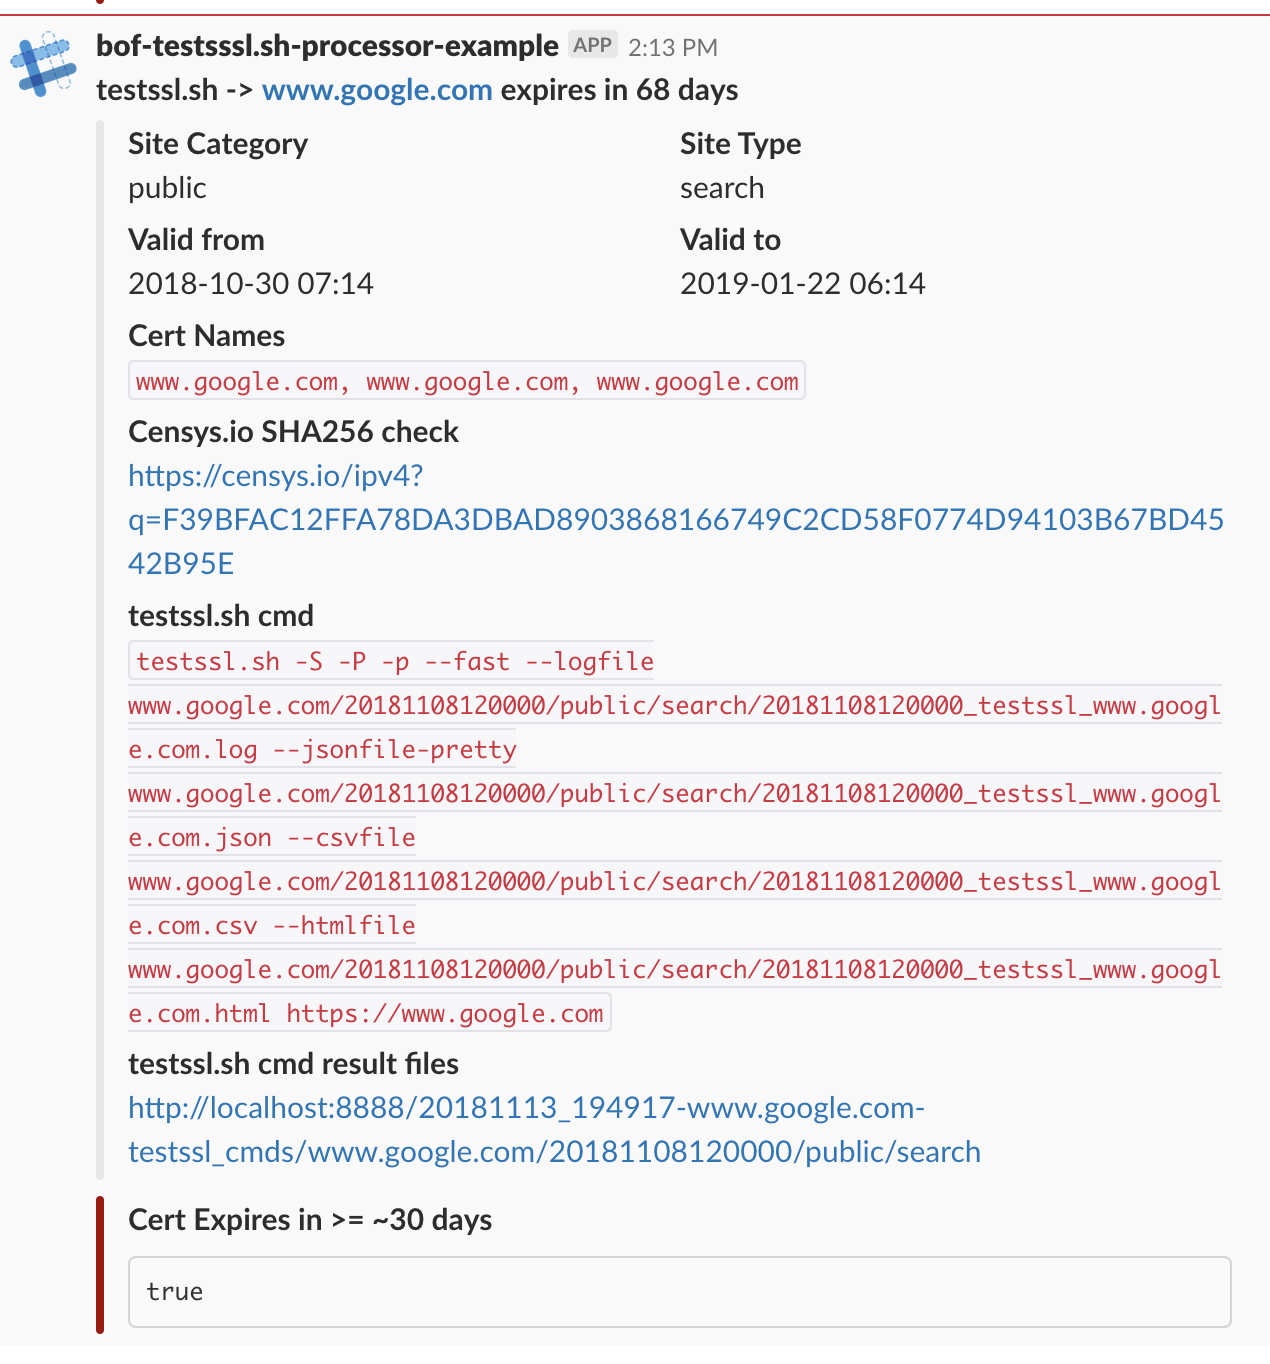 bof-testsssl.sh-processor-example APP 2:13 PM
testssl.sh -> www.google.com expires in 68 days
Site Category
Site Type
public
search
Valid from
Valid to
2018-10-30 07:14
2019-01-22 06:14
Cert Names
www.google.com, www.google.com, www.google.com
Censys.io SHA256 check
https://censys.io/ipv4?
q=F39BFAC12FFA78DA3DBAD8903868166749C2CD58F0774D94103B67BD45
42B95E
testssl.sh cmd
testssl.sh -S -P -p --fast --logfile
www.google.com/20181108120000/public/search/20181108120000_testssl_www.googl
e.com.log --jsonfile-pretty
www.google.com/20181108120000/public/search/20181108120000_testssl_www.googl
e.com.json --csvfile
www.google.com/20181108120000/public/search/20181108120000_testssl_www.googl
e.com.csv --htmlfile
www.google.com/20181108120000/public/search/20181108120000_testssl_www.googl
e.com.html https://www.google.com
testssl.sh cmd result files
http://localhost:8888/20181113_194917-www.google.com-
testssl_cmds/www.google.com/20181108120000/public/search
Cert Expires in >= ~30 days
true